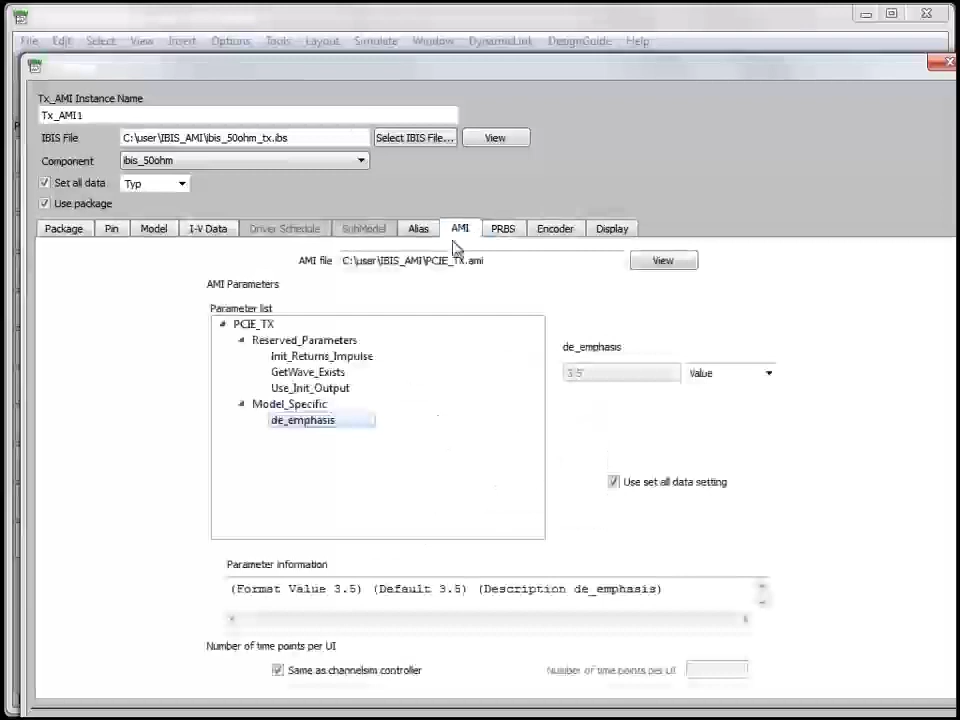 File Edit Select View Insert Options Tools Layout Simulate Window DynamicLink DesignGuide Help
Tx_AMI Instance Name
Tx_AMI1
IBIS File C:\user\IBIS_AMI\ibis_50ohm_tx.ibs Select IBIS File... View
Component ibis_50ohm
Set all data Typ
Use package
Package Pin Model I-V Data Driver Schedule SubModel Alias AMI PRBS Encoder Display
AMI file C:\user\IBIS_AMI\PCIE_Tx.ami View
AMI Parameters
Parameter list
PCIE_TX
Reserved_Parameters
Init_Returns_Impulse
GetWave_Exists
Use_Init_Output
Model_Specific
de_emphasis
de_emphasis
3.5 Value
Use set all data setting
Parameter information
(Format Value 3.5) (Default 3.5) (Description de_emphasis)
Number of time points per UI
Same as channelsim controller Number of time points per UI